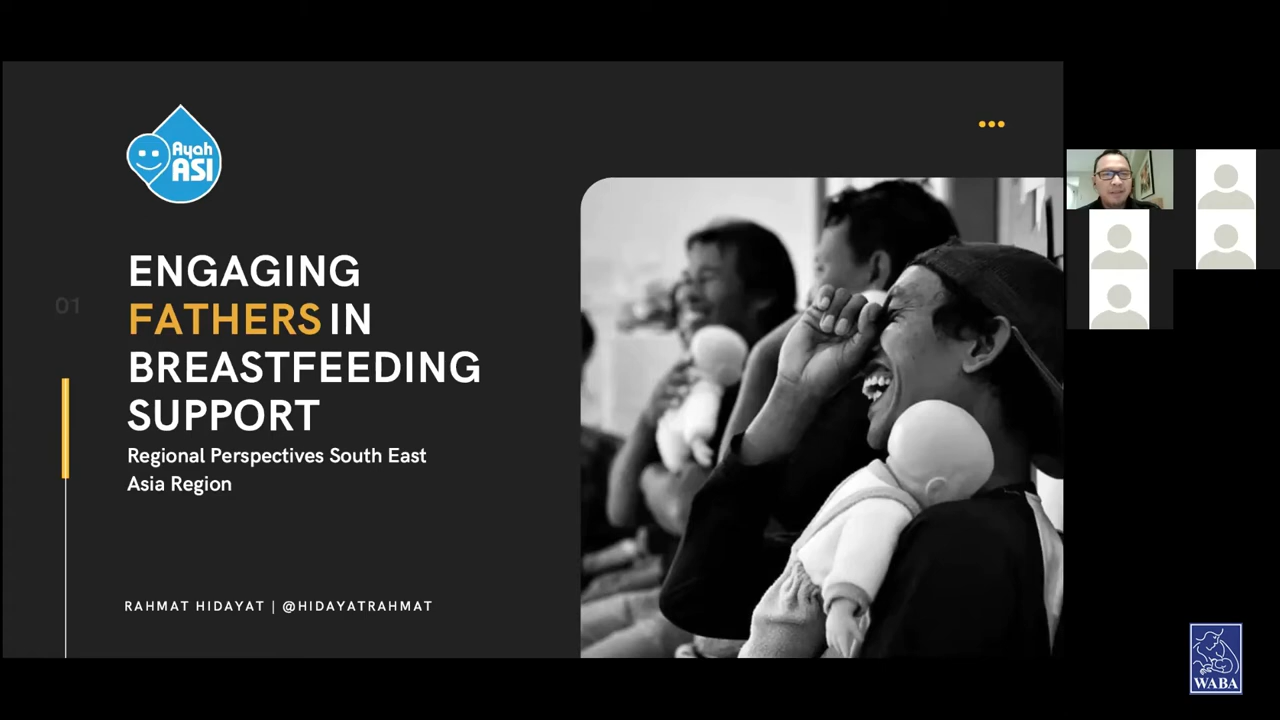 Ayah
ASI
01
ENGAGING
FATHERS IN
BREASTFEEDING
SUPPORT
Regional Perspectives South East
Asia Region
RAHMAT HIDAYAT | @HIDAYATRAHMAT
WABA